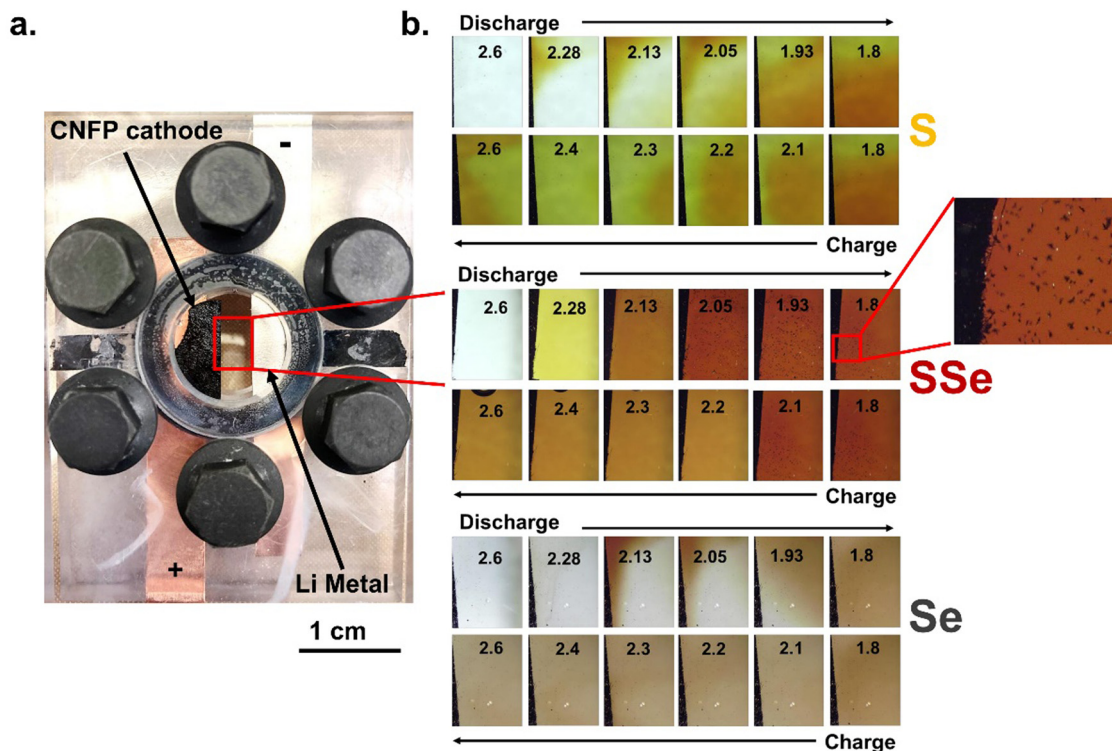 a.
CNFP cathode
-
+
Li Metal
1 cm
b.
Discharge
2.6 2.28 2.13 2.05 1.93 1.8
2.6 2.4 2.3 2.2 2.1 1.8
Charge
S
Discharge
2.6 2.28 2.13 2.05 1.93 1.8
2.6 2.4 2.3 2.2 2.1 1.8
Charge
SSe
Discharge
2.6 2.28 2.13 2.05 1.93 1.8
2.6 2.4 2.3 2.2 2.1 1.8
Charge
Se